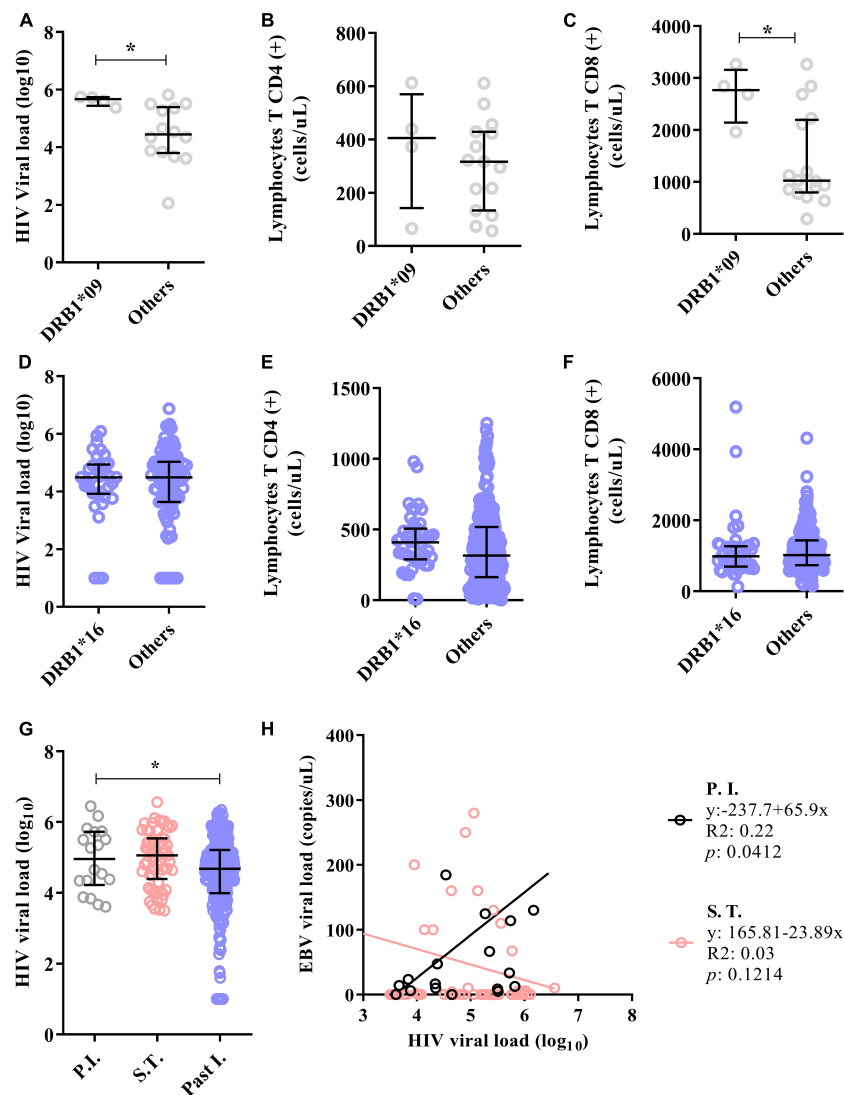 A
HIV Viral load (log10)
8
6
4
2
0
*
DRB1*09
Others
B
Lymphocytes T CD4 (+)
(cells/uL)
800
600
400
200
0
DRB1*09
Others
C
Lymphocytes T CD8 (+)
(cells/uL)
4000
3000
2000
1000
0
*
DRB1*09
Others
D
HIV Viral load (log10)
8
6
4
2
0
DRB1*16
Others
E
Lymphocytes T CD4 (+)
(cells/uL)
1500
1000
500
0
DRB1*16
Others
F
Lymphocytes T CD8 (+)
(cells/uL)
6000
4000
2000
0
DRB1*16
Others
G
HIV viral load (log10)
8
6
4
2
0
*
P.I.
S.T.
Past I.
H
EBV viral load (copies/uL)
400
300
200
100
0
3 4 5 6 7 8
HIV viral load (log10)
P. I.
y:-237.7+65.9x
R2: 0.22
p: 0.0412
S. T.
y: 165.81-23.89x
R2: 0.03
p: 0.1214